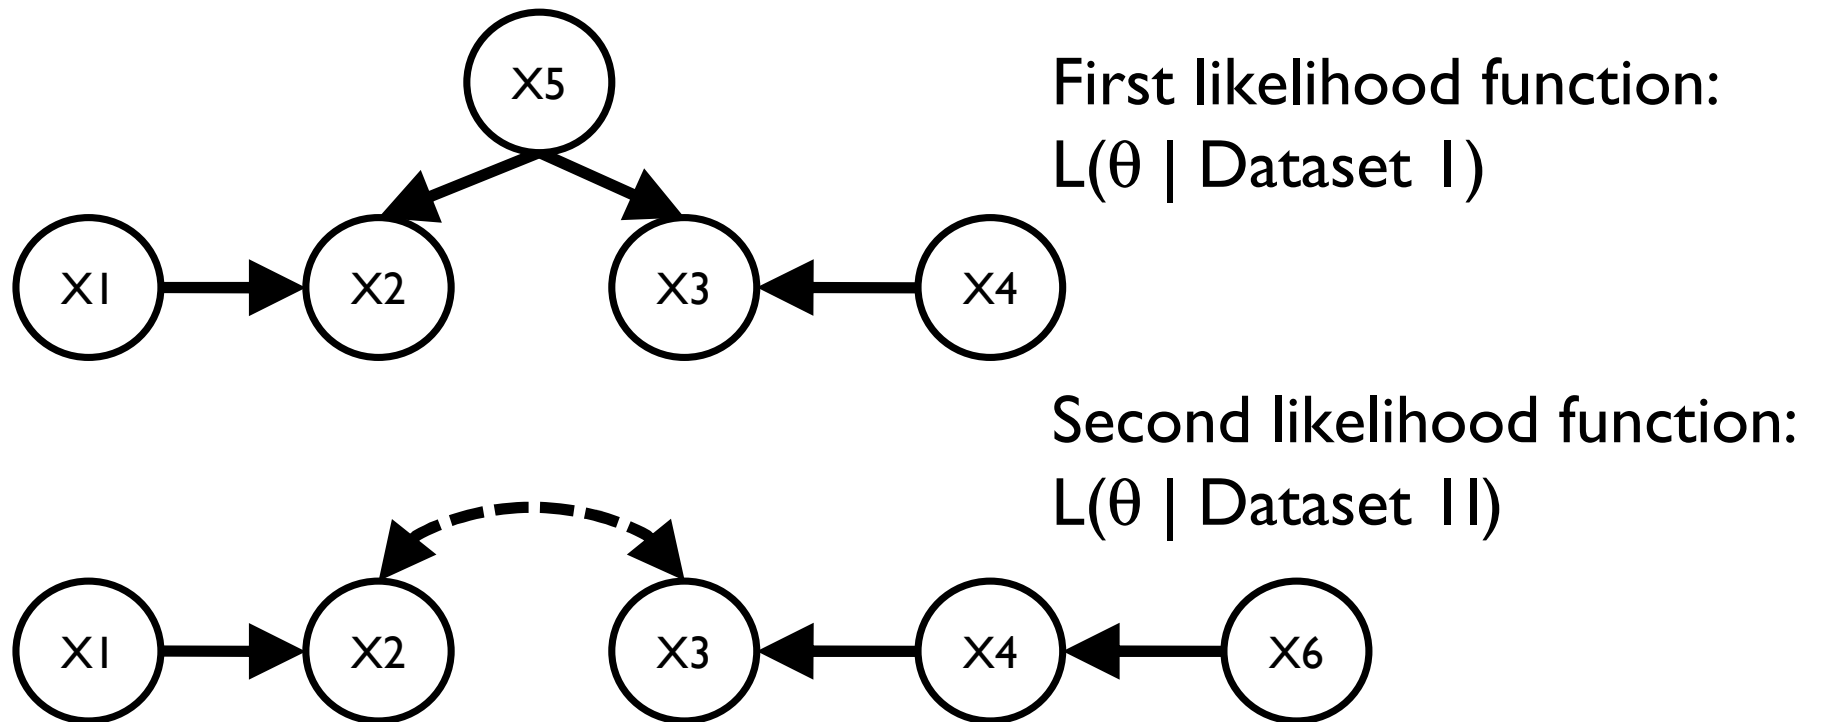 X5
First likelihood function:
L(θ | Dataset 1)
X1 X2 X3 X4
Second likelihood function:
L(θ | Dataset 1I)
X1 X2 X3 X4 X6